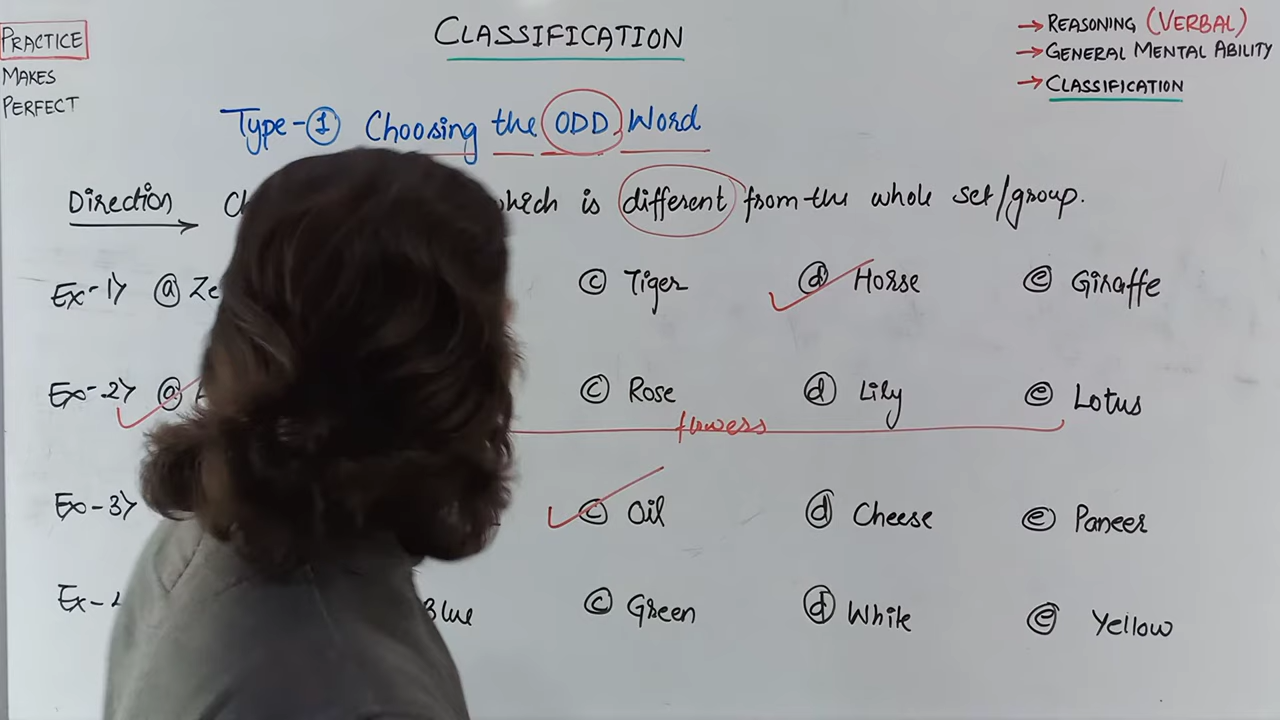 PRACTICE
MAKES
PERFECT
CLASSIFICATION
→ REASONING (VERBAL)
→ GENERAL MENTAL ABILITY
→ CLASSIFICATION
Type-① Choosing the ODD Word
Direction which is different from the whole set/group.
Ex-1> ⓐ Ze ⓒ Tiger ⓓ Horse ⓔ Giraffe
Ex-2> ⓐ ⓒ Rose ⓓ Lily ⓔ Lotus
flowers
Ex-3> ⓒ Oil ⓓ Cheese ⓔ Paneer
Ex- Blue ⓒ Green ⓓ White ⓔ Yellow